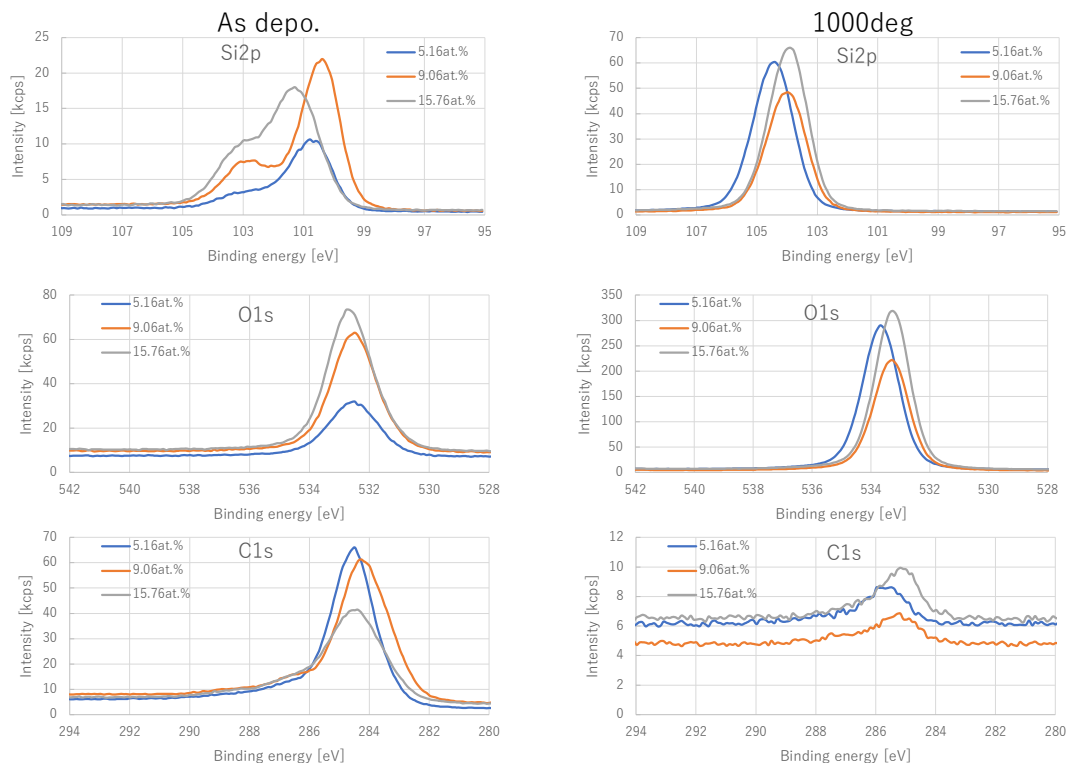 As depo.
1000deg
Si2p
5.16at.%
9.06at.%
15.76at.%
Intensity [kcps]
25
20
15
10
5
0
109 107 105 103 101 99 97 95
Binding energy [eV]
Si2p
5.16at.%
9.06at.%
15.76at.%
Intensity [kcps]
70
60
50
40
30
20
10
0
109 107 105 103 101 99 97 95
Binding energy [eV]
O1s
5.16at.%
9.06at.%
15.76at.%
Intensity [kcps]
80
60
40
20
0
542 540 538 536 534 532 530 528
Binding energy [eV]
O1s
5.16at.%
9.06at.%
15.76at.%
Intensity [kcps]
350
300
250
200
150
100
50
0
542 540 538 536 534 532 530 528
Binding energy [eV]
C1s
5.16at.%
9.06at.%
15.76at.%
Intensity [kcps]
70
60
50
40
30
20
10
0
294 292 290 288 286 284 282 280
Binding energy [eV]
C1s
5.16at.%
9.06at.%
15.76at.%
Intensity [kcps]
12
10
8
6
4
2
0
294 292 290 288 286 284 282 280
Binding energy [eV]